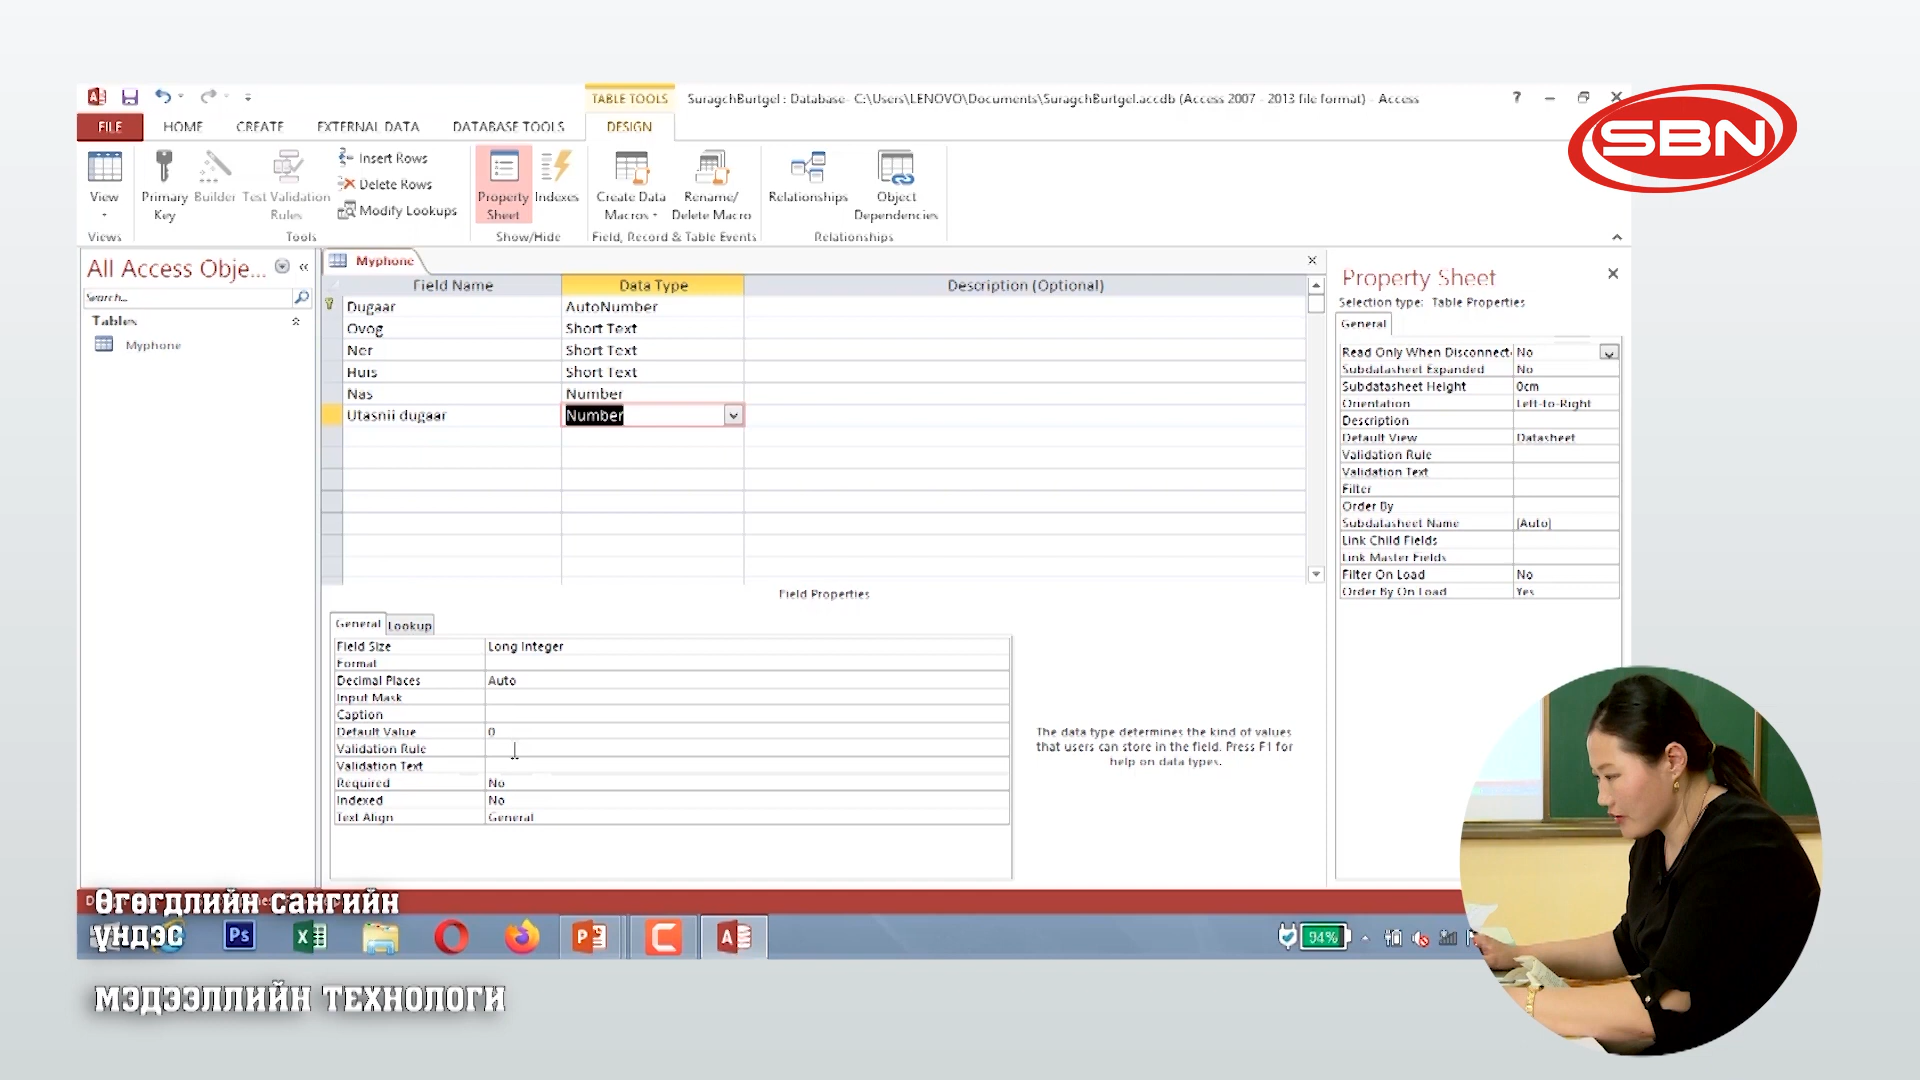 TABLE TOOLS
SuragchBurtgel : Database- C:\Users\LENOVO\Documents\SuragchBurtgel.accdb (Access 2007 - 2013 file format) - Access
FILE
HOME
CREATE
EXTERNAL DATA
DATABASE TOOLS
DESIGN
SBN
View
Primary Key
Builder
Test Validation Rules
Insert Rows
Delete Rows
Modify Lookups
Property Sheet
Indexes
Create Data Macros
Rename/ Delete Macro
Relationships
Object Dependencies
Views
Tools
Show/Hide
Field, Record & Table Events
Relationships
All Access Obje...
Search...
Tables
Myphone
Myphone
Field Name Data Type Description (Optional)
Dugaar AutoNumber
Ovog Short Text
Ner Short Text
Huis Short Text
Nas Number
Utasnii dugaar Number
Field Properties
General Lookup
Field Size Long Integer
Format
Decimal Places Auto
Input Mask
Caption
Default Value 0
Validation Rule
Validation Text
Required No
Indexed No
Text Align General
The data type determines the kind of values
that users can store in the field. Press F1 for
help on data types.
Property Sheet
Selection type: Table Properties
General
Read Only When Disconnect No
Subdatasheet Expanded No
Subdatasheet Height 0cm
Orientation Left-to-Right
Description
Default View Datasheet
Validation Rule
Validation Text
Filter
Order By
Subdatasheet Name [Auto]
Link Child Fields
Link Master Fields
Filter On Load No
Order By On Load Yes
Өгөгдлийн сангийн
үндэс
Ps
94%
МЭДЭЭЛЛИЙН ТЕХНОЛОГИ